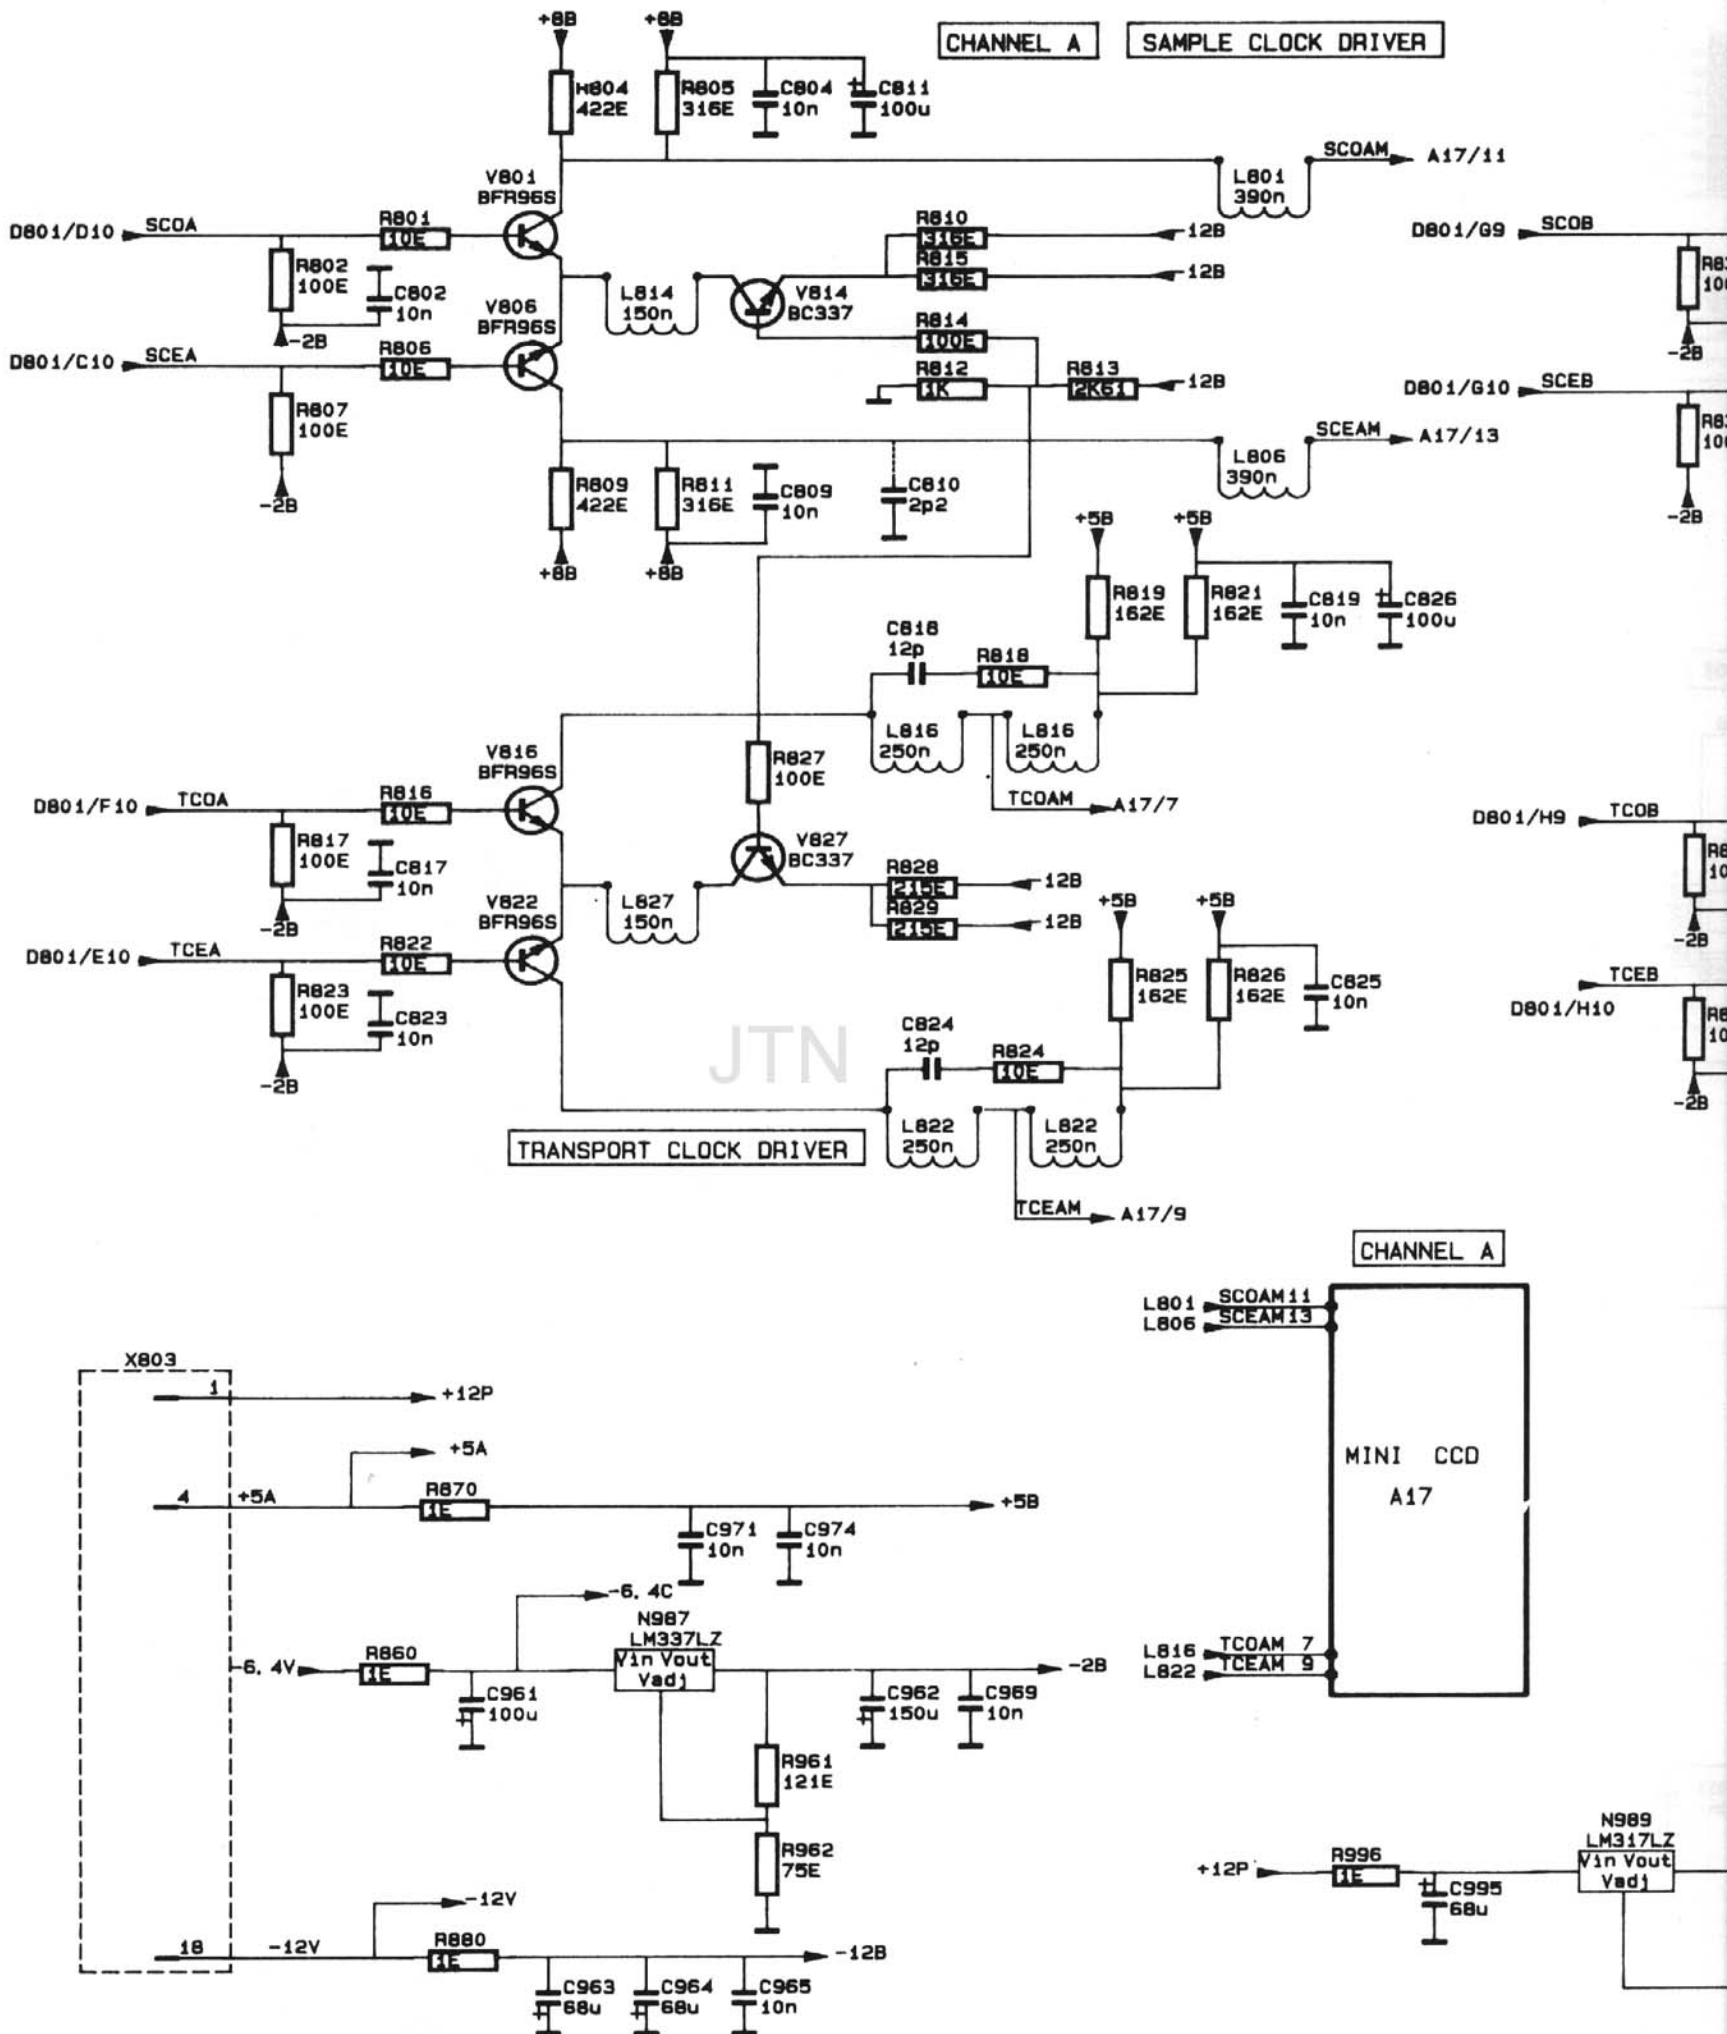 +8B +8B
CHANNEL A SAMPLE CLOCK DRIVER
R804 422E
R805 316E
C804 10n
C811 100u
SCOAM A17/11
L801 390n
V801 BFR96S
D801/D10 SCOA
R801 10E
R802 100E
C802 10n
-2B
V806 BFR96S
D801/C10 SCEA
R806 10E
R807 100E
-2B
L814 150n
V814 BC337
R810 316E -12B
R815 316E -12B
R814 100E
R812 1K
R813 2K61 -12B
D801/G9 SCOB
-2B
D801/G10 SCEB
-2B
SCEAM A17/13
L806 390n
R809 422E
R811 316E
C809 10n
C810 2p2
+8B +8B
+5B +5B
R819 162E
R821 162E
C819 10n
C826 100u
C818 12p
R818 10E
L816 250n
L816 250n
TCOAM A17/7
V816 BFR96S
D801/F10 TCOA
R816 10E
R817 100E
C817 10n
-2B
R827 100E
V827 BC337
R828 215E -12B
R829 215E -12B
L827 150n
V822 BFR96S
D801/E10 TCEA
R822 10E
R823 100E
C823 10n
-2B
D801/H9 TCOB
-2B
TCEB
D801/H10
-2B
+5B +5B
R825 162E
R826 162E
C825 10n
C824 12p
R824 10E
JTN
L822 250n
L822 250n
TRANSPORT CLOCK DRIVER
TCEAM A17/9
CHANNEL A
L801 SCOAM 11
L806 SCEAM 13
MINI CCD
A17
L816 TCOAM 7
L822 TCEAM 9
X803
1 +12P
+5A
4 +5A
R870 1E
+5B
C971 10n
C974 10n
-6,4C
N987
LM337LZ
Vin Vout
Vadj
-6,4V
R860 1E
C961 100u
-2B
C962 150u
C969 10n
R961 121E
R962 75E
-12V
18 -12V
R880 1E
-12B
C963 68u
C964 68u
C965 10n
+12P
R996 1E
C995 68u
N989
LM317LZ
Vin Vout
Vadj